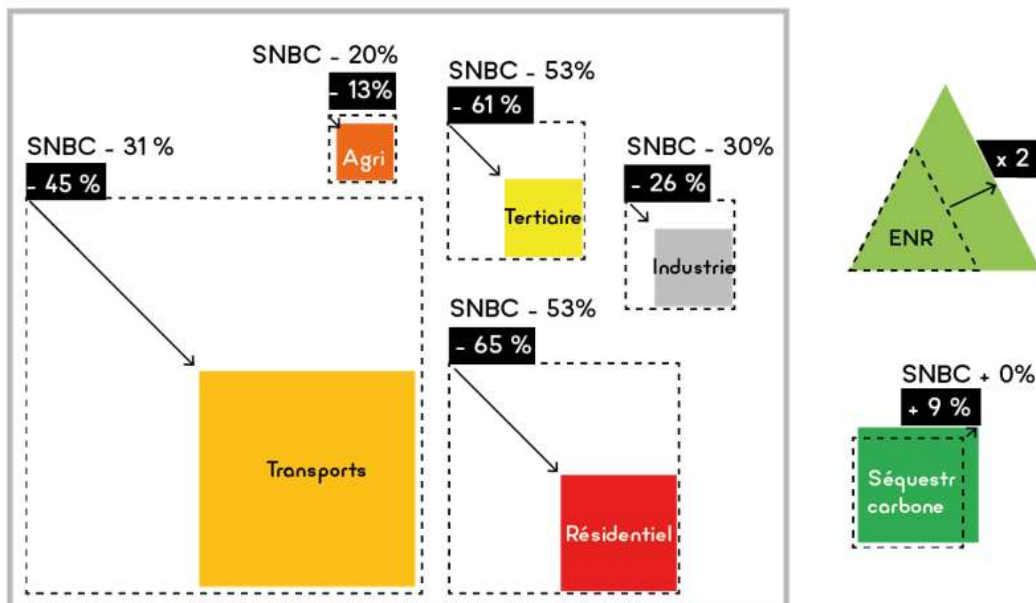 SNBC - 20%
- 13%
Agri
SNBC - 53%
- 61 %
Tertiaire
SNBC - 31 %
- 45 %
Transports
SNBC - 30%
- 26 %
Industrie
SNBC - 53%
- 65 %
Résidentiel
x 2
ENR
SNBC + 0%
+ 9 %
Séquestr
carbone